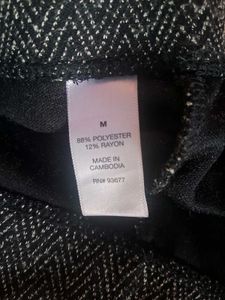 M
88% POLYESTER
12% RAYON
MADE IN
CAMBODIA
RN# 93677